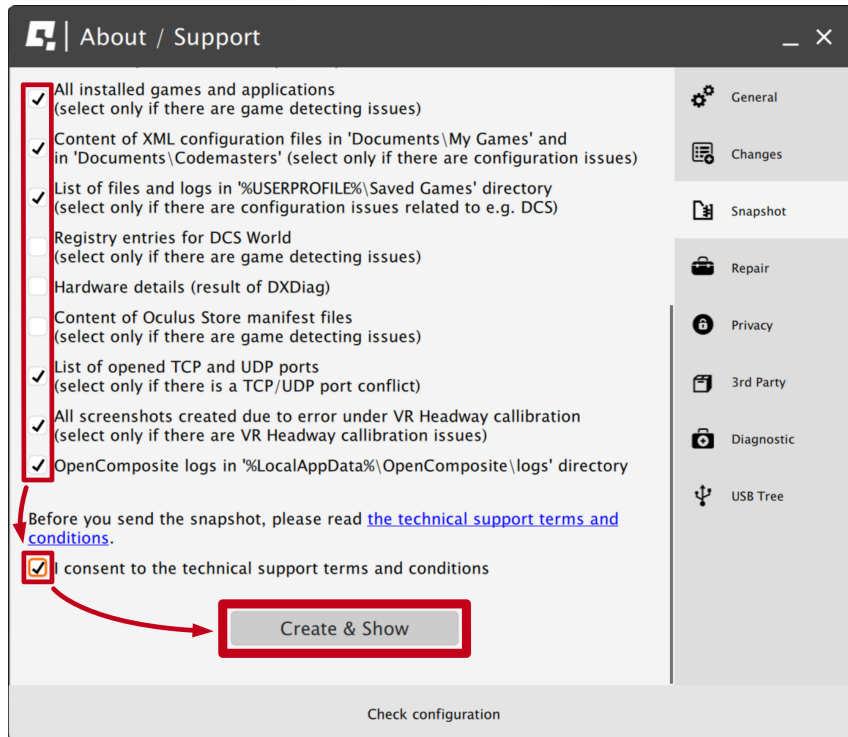 About / Support
All installed games and applications
(select only if there are game detecting issues)
Content of XML configuration files in 'Documents\My Games' and
in 'Documents\Codemasters' (select only if there are configuration issues)
List of files and logs in '%USERPROFILE%\Saved Games' directory
(select only if there are configuration issues related to e.g. DCS)
Registry entries for DCS World
(select only if there are game detecting issues)
Hardware details (result of DXDiag)
Content of Oculus Store manifest files
(select only if there are game detecting issues)
List of opened TCP and UDP ports
(select only if there is a TCP/UDP port conflict)
All screenshots created due to error under VR Headway callibration
(select only if there are VR Headway callibration issues)
OpenComposite logs in '%LocalAppData%\OpenComposite\logs' directory
Before you send the snapshot, please read the technical support terms and
conditions.
I consent to the technical support terms and conditions
Create & Show
General
Changes
Snapshot
Repair
Privacy
3rd Party
Diagnostic
USB Tree
Check configuration